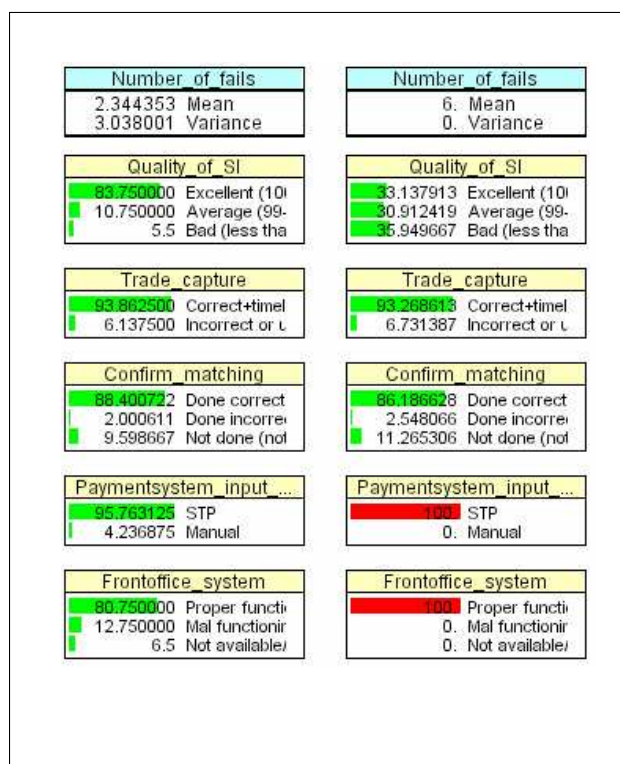 Number_of_fails
2.344353 Mean
3.038001 Variance
Quality_of_SI
83.750000 Excellent (10
10.750000 Average (99-
5.5 Bad (less tha
Trade_capture
93.862500 Correct+timel
6.137500 Incorrect or u
Confirm_matching
88.400722 Done correct
2.000611 Done incorre
9.598667 Not done (not
Paymentsystem_input_...
95.763125 STP
4.236875 Manual
Frontoffice_system
80.750000 Proper functi
12.750000 Mal functionir
6.5 Not available/
Number_of_fails
6. Mean
0. Variance
Quality_of_SI
33.137913 Excellent (10
30.912419 Average (99-
35.949667 Bad (less tha
Trade_capture
93.268613 Correct+timel
6.731387 Incorrect or u
Confirm_matching
86.186628 Done correct
2.548066 Done incorre
11.265306 Not done (not
Paymentsystem_input_...
100. STP
0. Manual
Frontoffice_system
100. Proper functi
0. Mal functionir
0. Not available/